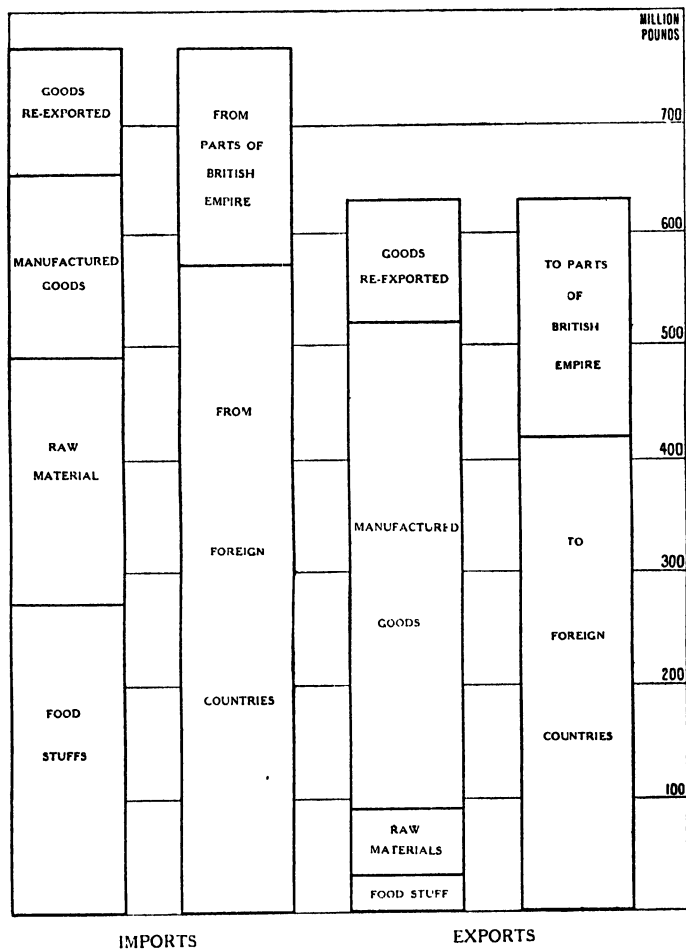 MILLION
POUNDS
GOODS
RE-EXPORTED
MANUFACTURED
GOODS
RAW
MATERIAL
FOOD
STUFFS
FROM
PARTS OF
BRITISH
EMPIRE
FROM
FOREIGN
COUNTRIES
GOODS
RE-EXPORTED
MANUFACTURED
GOODS
RAW
MATERIALS
FOOD STUFF
TO PARTS
OF
BRITISH
EMPIRE
TO
FOREIGN
COUNTRIES
700
600
500
400
300
200
100
IMPORTS
EXPORTS